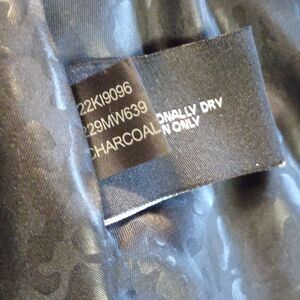 22KI9096
229MW639
CHARCOAL
ONALLY DRY
N ONLY